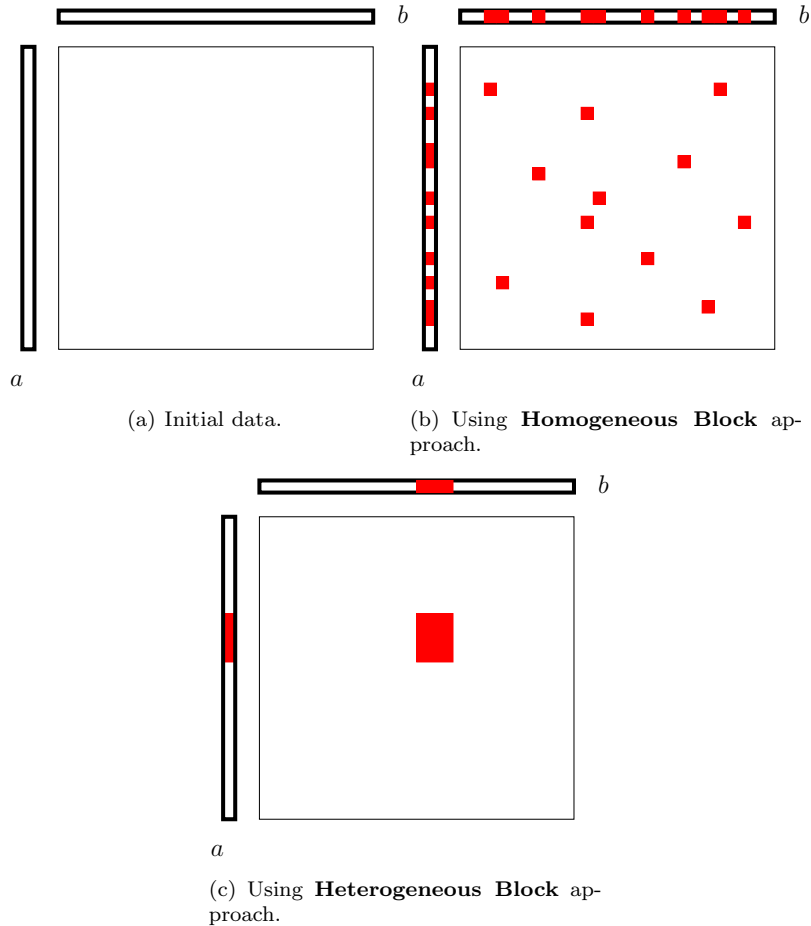 b
b
a
a
(a) Initial data.
(b) Using Homogeneous Block ap-
proach.
b
a
(c) Using Heterogeneous Block ap-
proach.